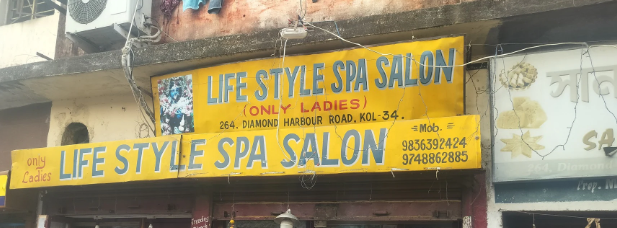 LIFE STYLE SPA SALON
(ONLY LADIES)
264, DIAMOND HARBOUR ROAD, KOL-34.
Only Ladies
LIFE STYLE SPA SALON
Mob.
9836392424
9748862885
SA